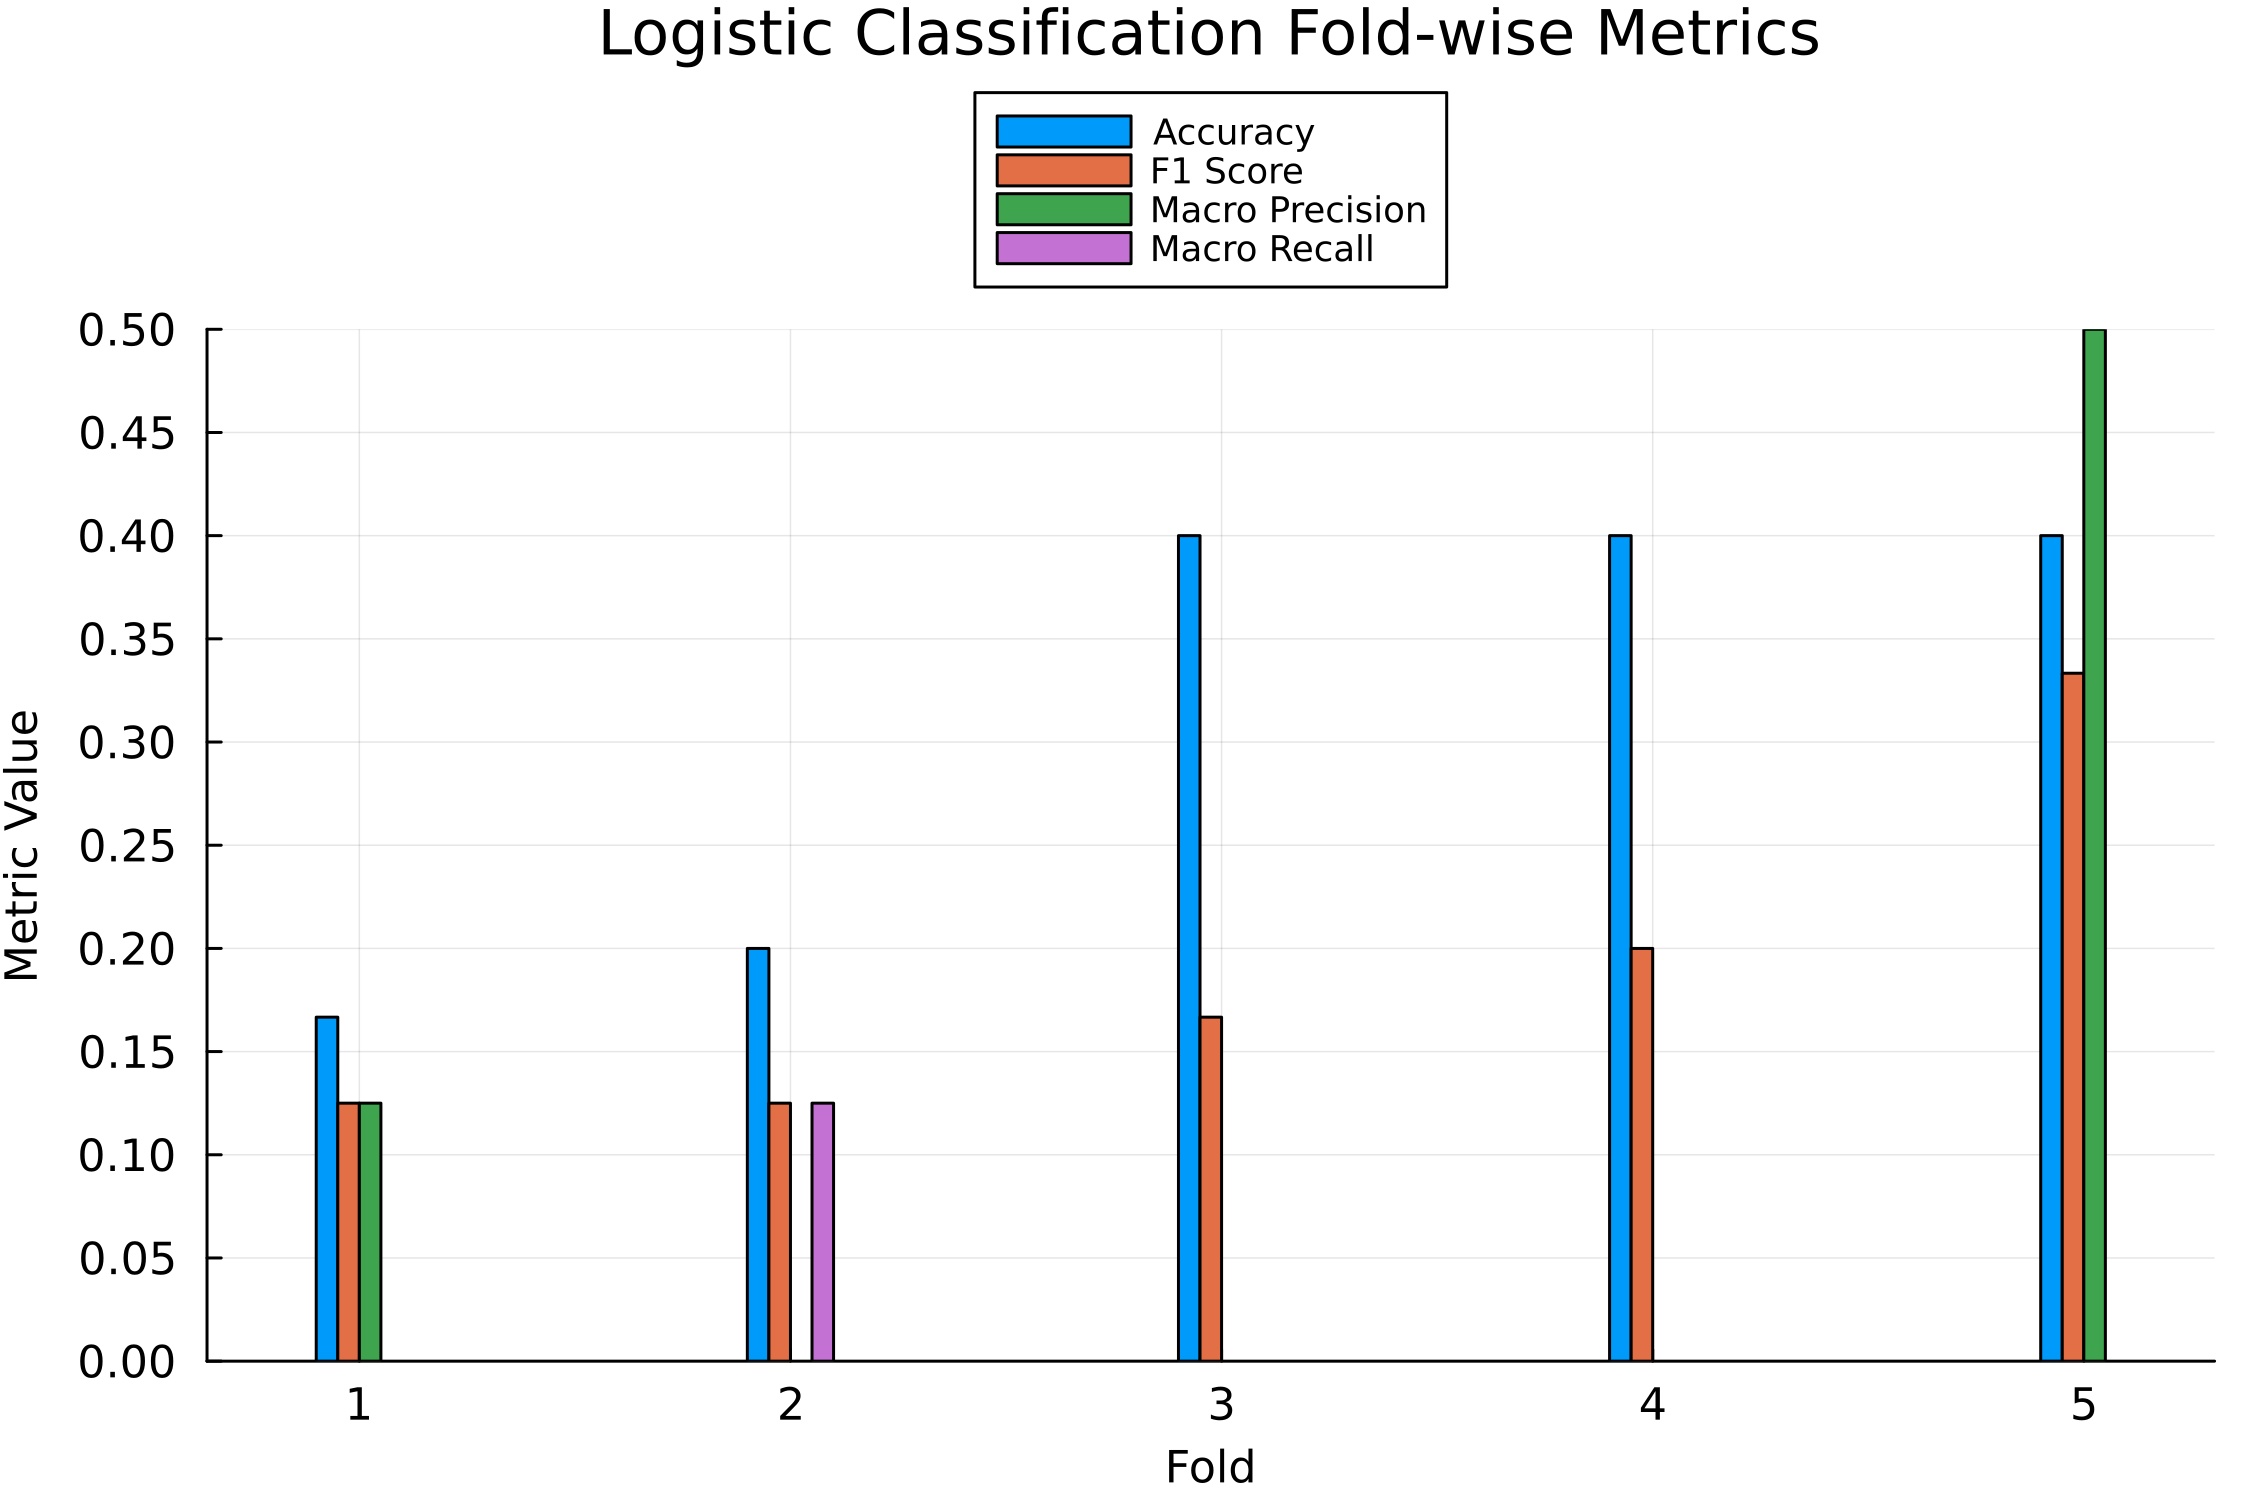 Logistic Classification Fold-wise Metrics
Accuracy
F1 Score
Macro Precision
Macro Recall
0.50
0.45
0.40
0.35
0.30
0.25
0.20
0.15
0.10
0.05
0.00
Metric Value
1 2 3 4 5
Fold